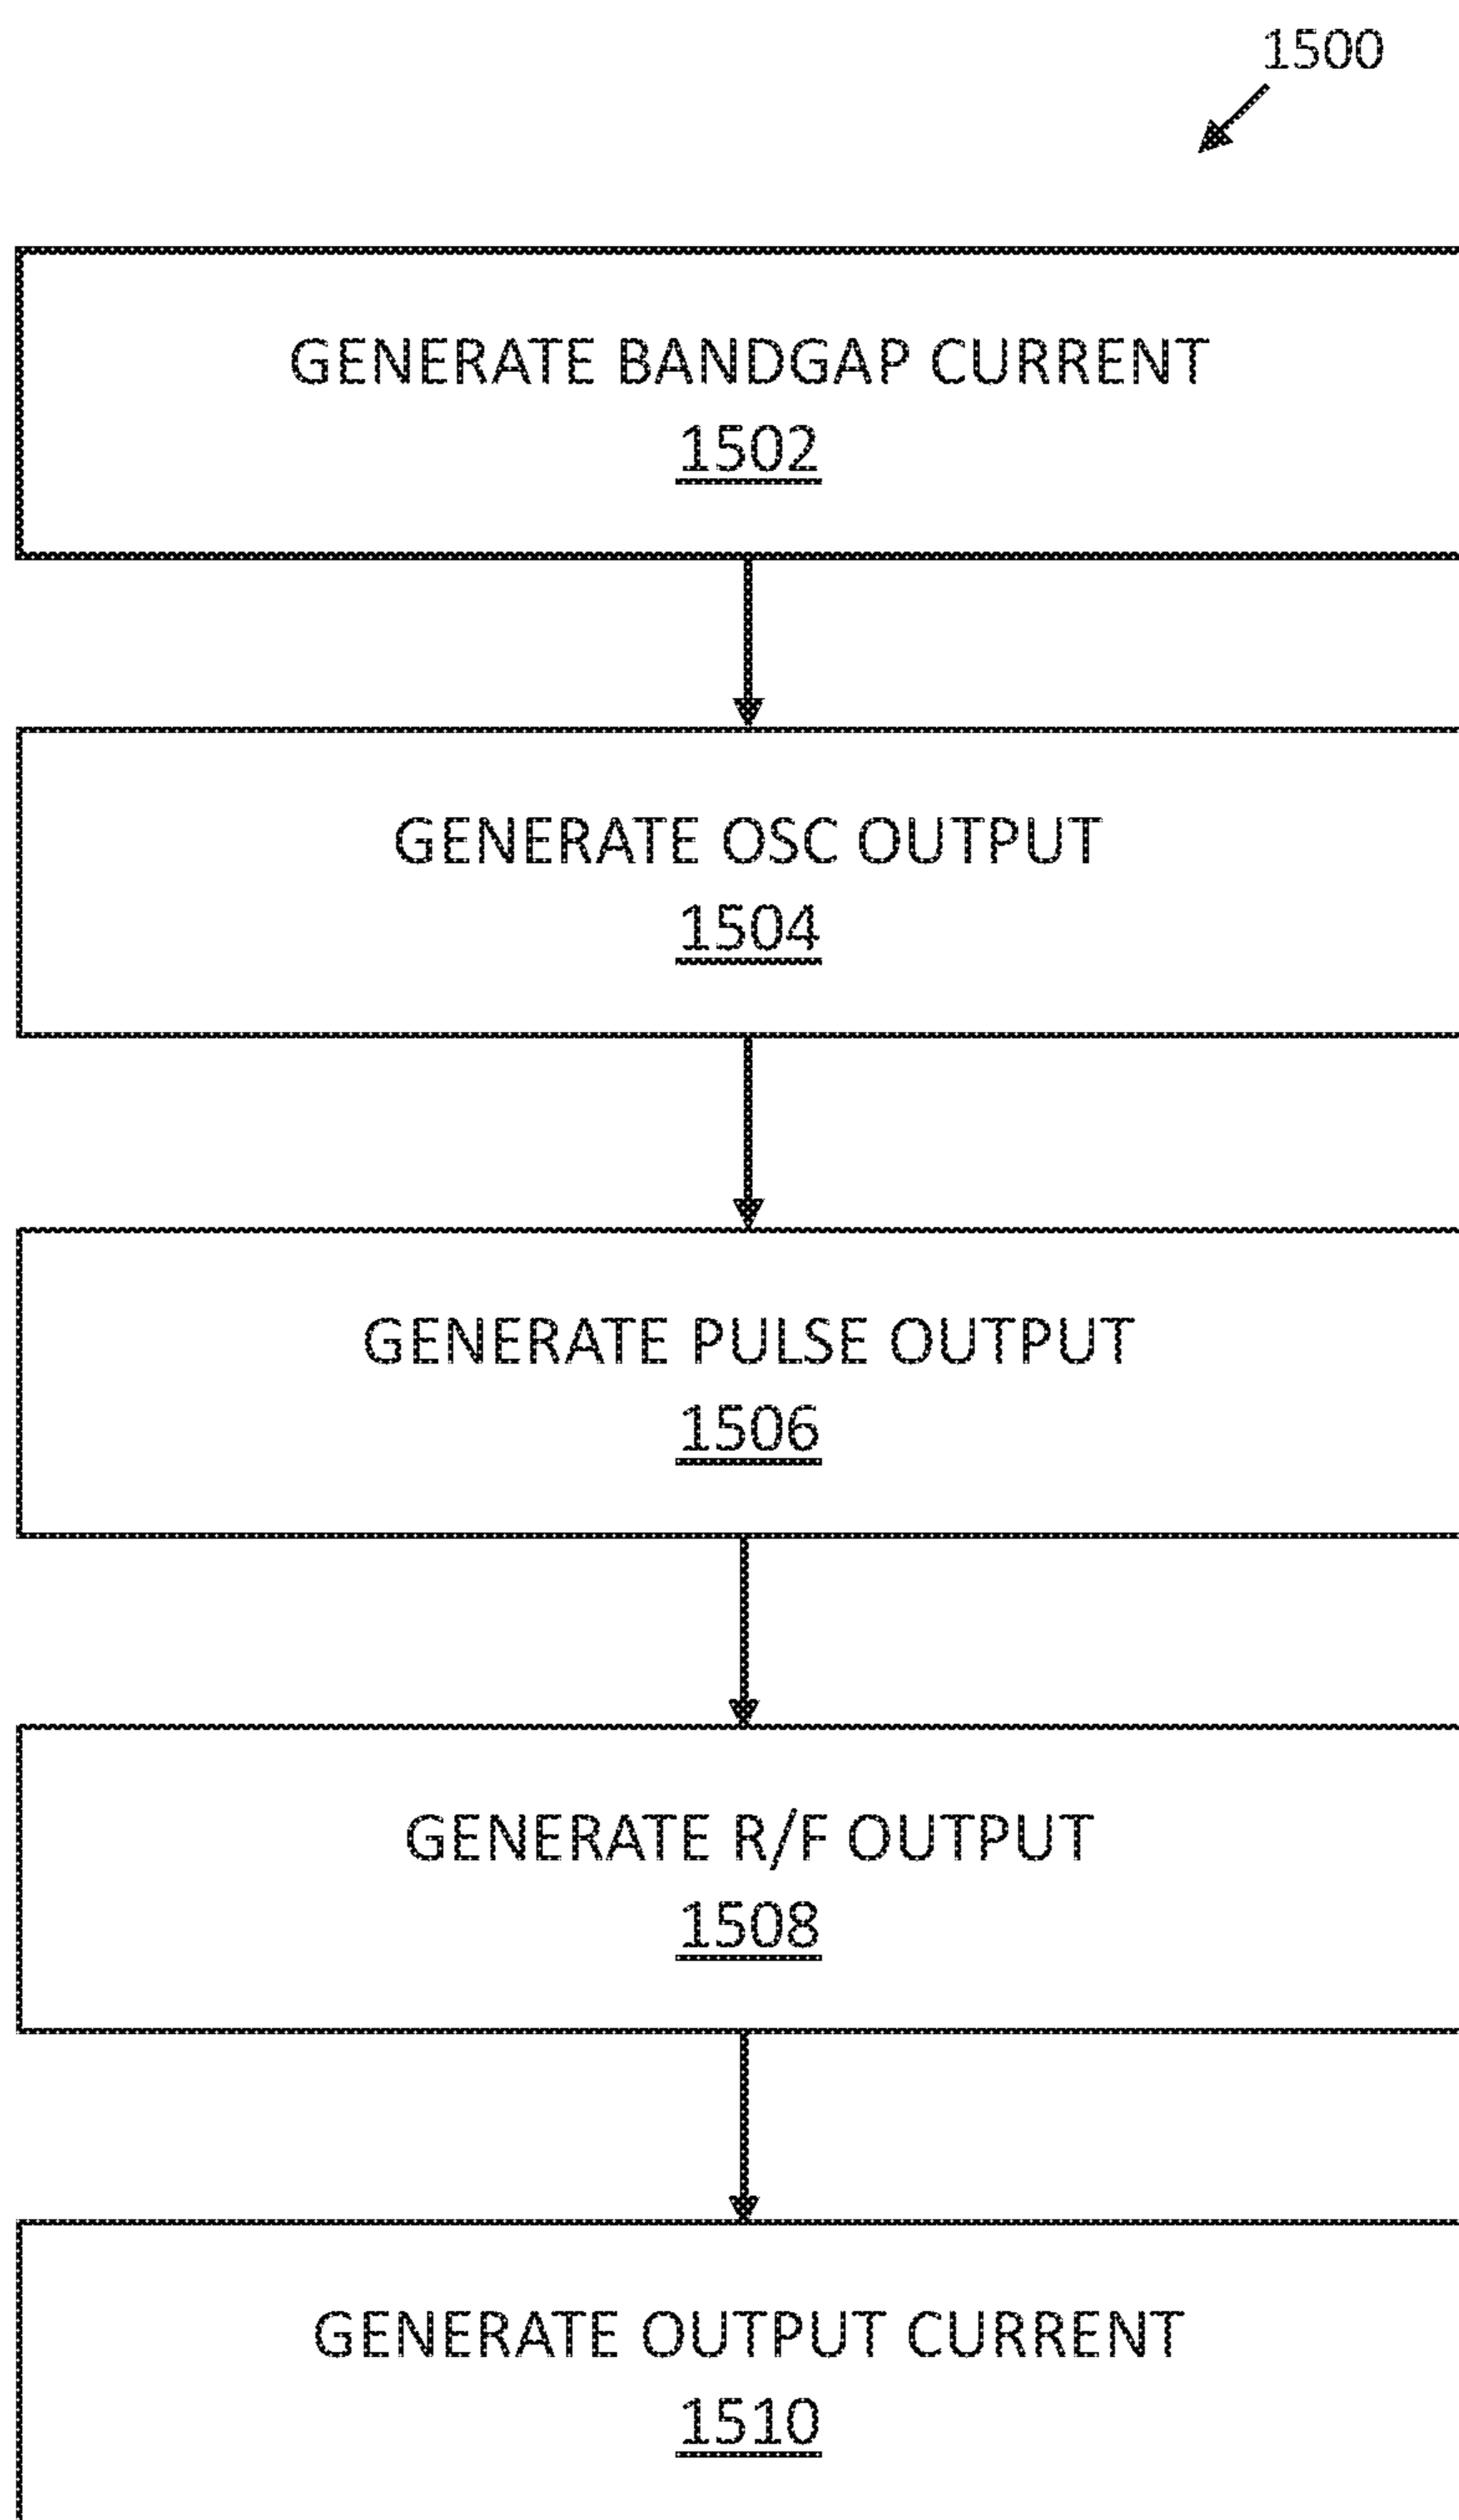 1500
GENERATE BANDGAP CURRENT
1502
GENERATE OSC OUTPUT
1504
GENERATE PULSE OUTPUT
1506
GENERATE R/F OUTPUT
1508
GENERATE OUTPUT CURRENT
1510